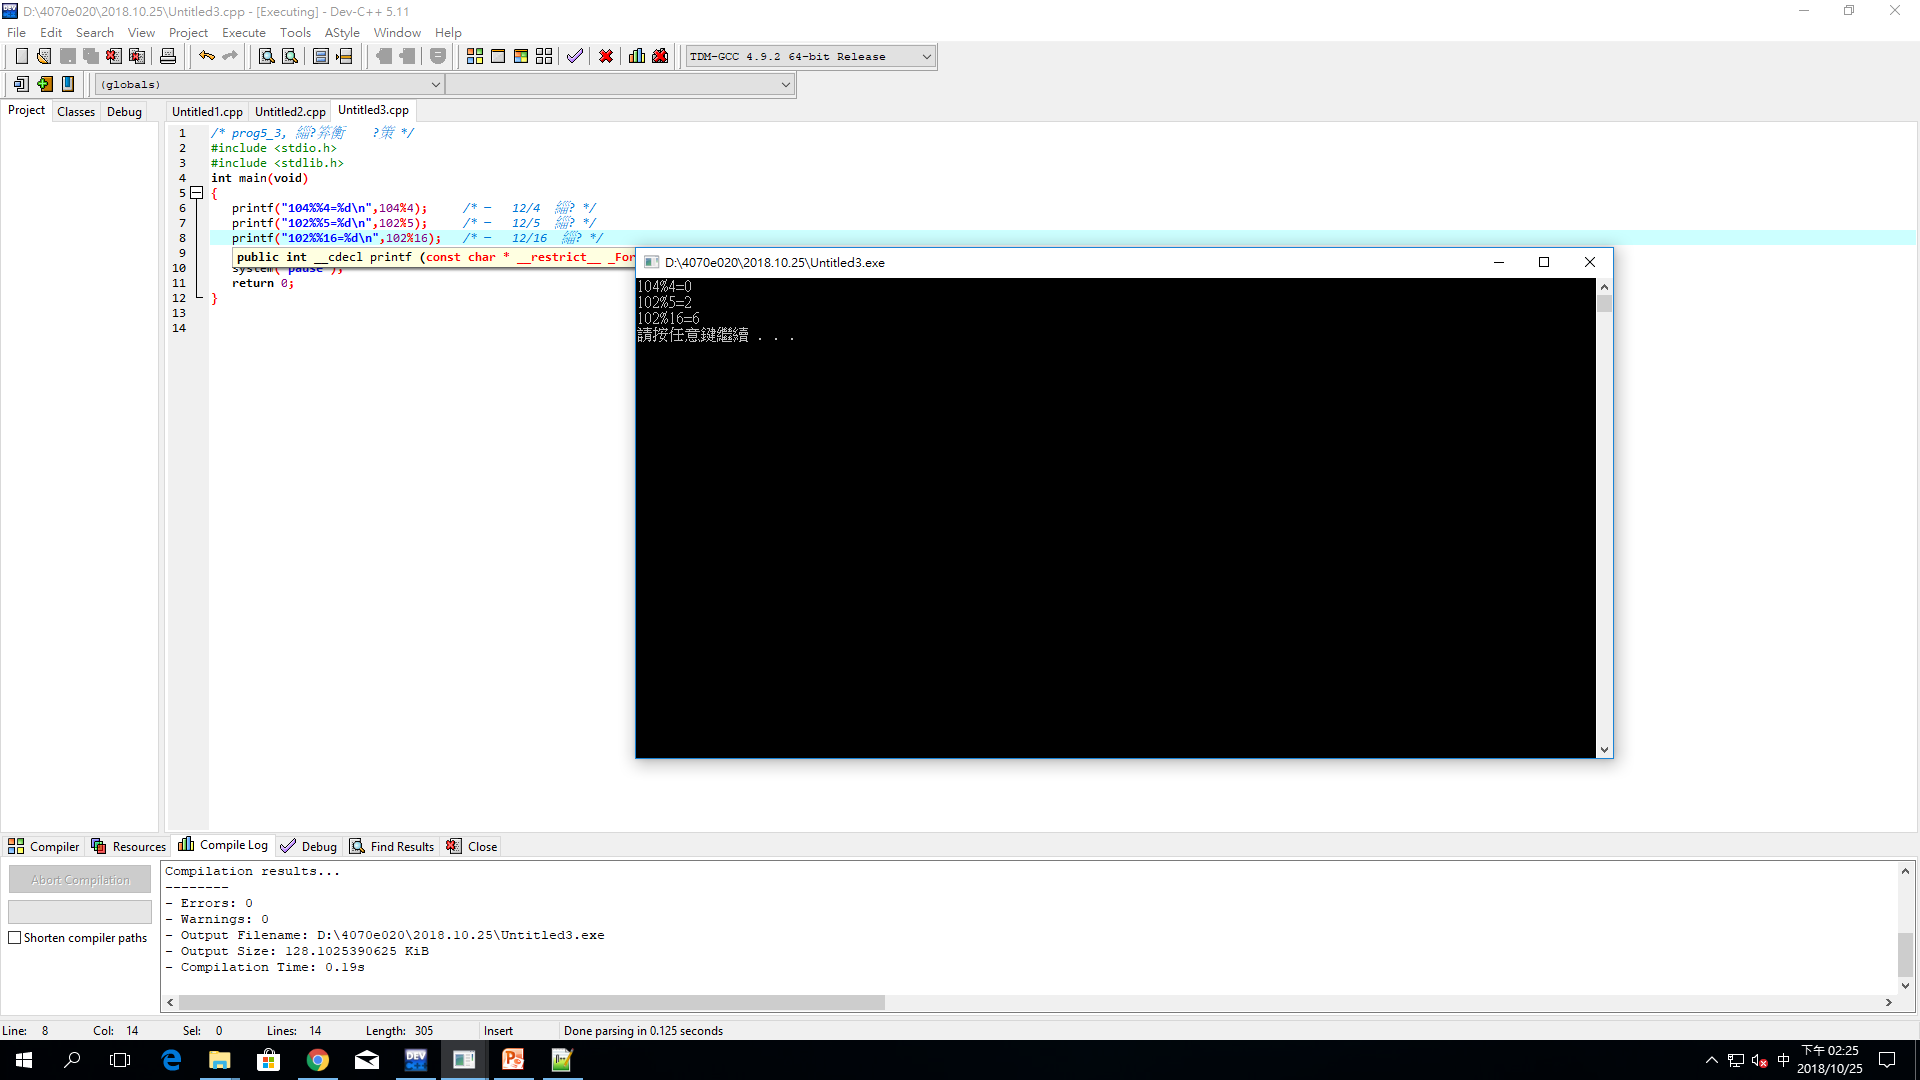 D:\4070e020\2018.10.25\Untitled3.cpp - [Executing] - Dev-C++ 5.11
File Edit Search View Project Execute Tools AStyle Window Help
TDM-GCC 4.9.2 64-bit Release
(globals)
Project Classes Debug
Untitled1.cpp Untitled2.cpp Untitled3.cpp
1 /* prog5_3, ? ?策 */
2 #include <stdio.h>
3 #include <stdlib.h>
4 int main(void)
5 {
6 printf("104%%4=%d\n",104%4); /* — 12/4 ? */
7 printf("102%%5=%d\n",102%5); /* — 12/5 ? */
8 printf("102%%16=%d\n",102%16); /* — 12/16 ? */
9 public int __cdecl printf (const char * __restrict__ _For
10 system("pause");
11 return 0;
12 }
13
14
D:\4070e020\2018.10.25\Untitled3.exe
104%4=0
102%5=2
102%16=6
請按任意鍵繼續 . . .
Compiler Resources Compile Log Debug Find Results Close
Abort Compilation
Shorten compiler paths
Compilation results...
--------
- Errors: 0
- Warnings: 0
- Output Filename: D:\4070e020\2018.10.25\Untitled3.exe
- Output Size: 128.1025390625 KiB
- Compilation Time: 0.19s
Line: 8 Col: 14 Sel: 0 Lines: 14 Length: 305 Insert Done parsing in 0.125 seconds
中
下午 02:25
2018/10/25